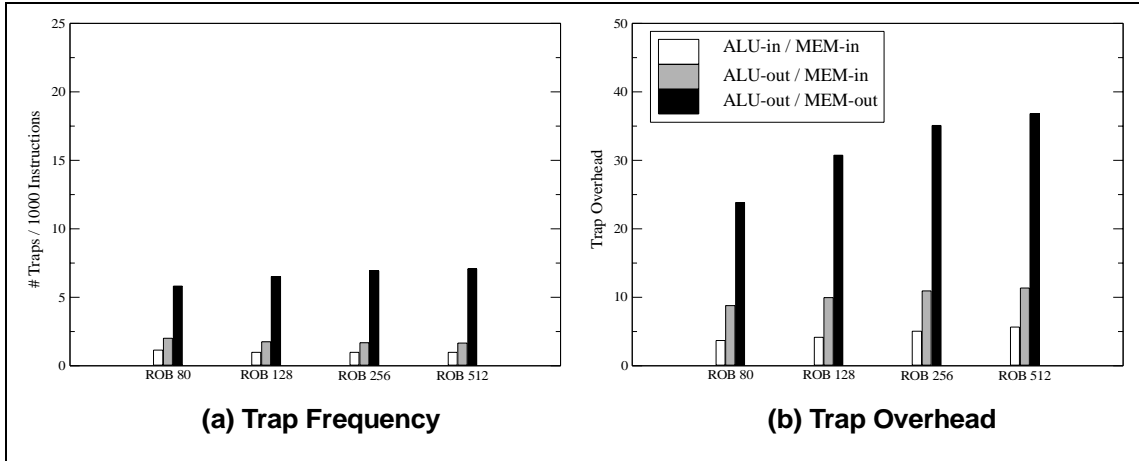 25
20
15
10
5
0
# Traps / 1000 Instructions
ROB 80 ROB 128 ROB 256 ROB 512
(a) Trap Frequency
50
40
30
20
10
0
Trap Overhead
ALU-in / MEM-in
ALU-out / MEM-in
ALU-out / MEM-out
ROB 80 ROB 128 ROB 256 ROB 512
(b) Trap Overhead